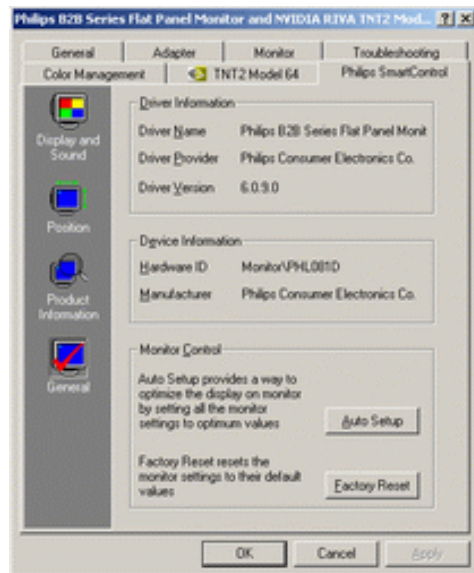 Philips B2B Series Flat Panel Monitor and NVIDIA RIVA TNT2 Mod...
General
Adapter
Monitor
Troubleshooting
Color Management
TNT2 Model 64
Philips SmartControl
Display and
Sound
Position
Product
Information
General
Driver Information
Driver Name Philips B2B Series Flat Panel Monit
Driver Provider Philips Consumer Electronics Co.
Driver Version 6.0.9.0
Device Information
Hardware ID Monitor\PHL081D
Manufacturer Philips Consumer Electronics Co.
Monitor Control
Auto Setup provides a way to
optimize the display on monitor
by setting all the monitor
settings to optimum values
Auto Setup
Factory Reset resets the
monitor settings to their default
values
Factory Reset
OK
Cancel
Apply